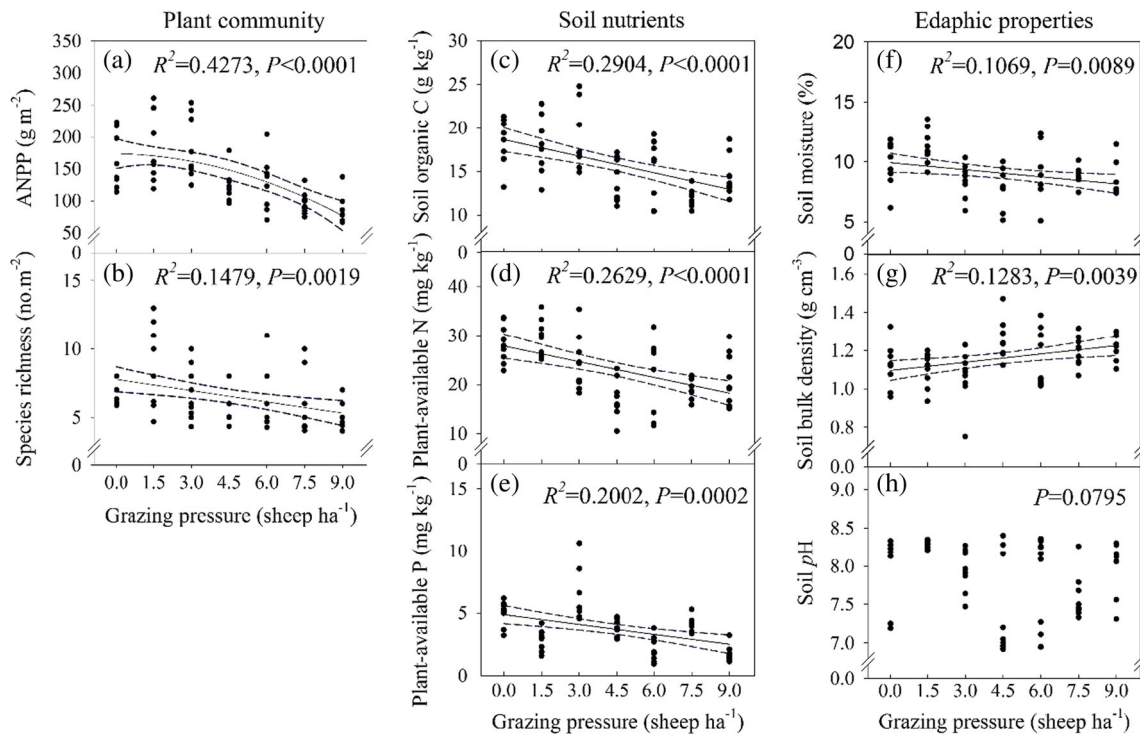 Plant community
Soil nutrients
Edaphic properties
(a)
R²=0.4273, P<0.0001
ANPP (g m⁻²)
350
300
250
200
150
100
50
0
(b)
R²=0.1479, P=0.0019
Species richness (no.m⁻²)
15
10
5
0
0.0 1.5 3.0 4.5 6.0 7.5 9.0
Grazing pressure (sheep ha⁻¹)
(c)
R²=0.2904, P<0.0001
Soil organic C (g kg⁻¹)
30
25
20
15
10
0
(d)
R²=0.2629, P<0.0001
Plant-available N (mg kg⁻¹)
40
30
20
10
0
(e)
R²=0.2002, P=0.0002
Plant-available P (mg kg⁻¹)
15
10
5
0
0.0 1.5 3.0 4.5 6.0 7.5 9.0
Grazing pressure (sheep ha⁻¹)
(f)
R²=0.1069, P=0.0089
Soil moisture (%)
20
15
10
5
0
(g)
R²=0.1283, P=0.0039
Soil bulk density (g cm⁻³)
1.6
1.4
1.2
1.0
0.8
0.0
(h)
P=0.0795
Soil pH
9.0
8.5
8.0
7.5
7.0
0.0
0.0 1.5 3.0 4.5 6.0 7.5 9.0
Grazing pressure (sheep ha⁻¹)